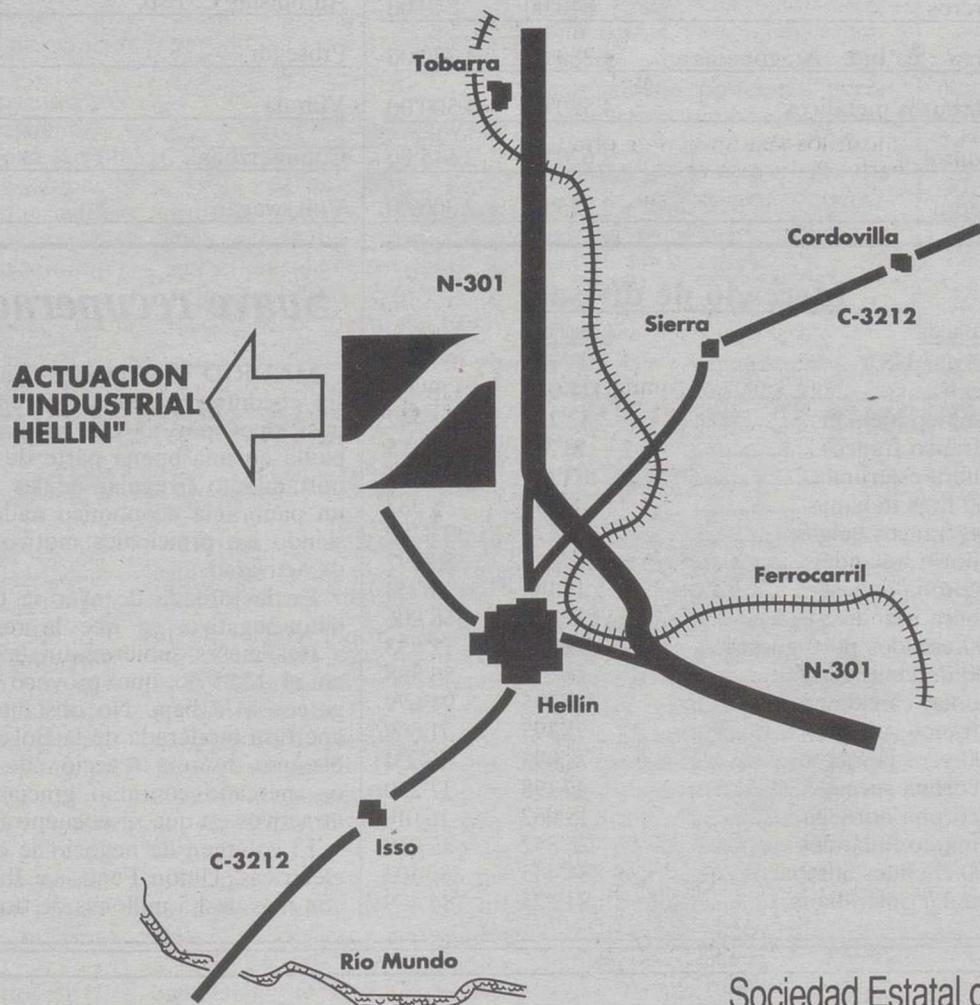 Tobarra
Cordovilla
N-301
C-3212
Sierra
ACTUACION
"INDUSTRIAL
HELLIN"
Ferrocarril
N-301
Hellín
Isso
C-3212
Río Mundo
Sociedad Estatal